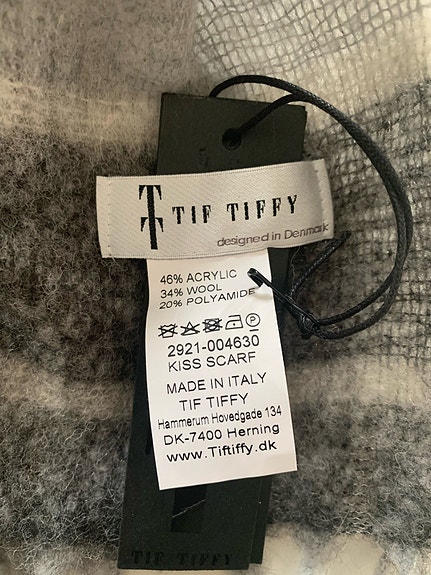 TIF TIFFY
designed in Denmark
46% ACRYLIC
34% WOOL
20% POLYAMIDE
2921-004630
KISS SCARF
MADE IN ITALY
TIF TIFFY
Hammerum Hovedgade 134
DK-7400 Herning
www.Tiftiffy.dk
TIF TIFFY